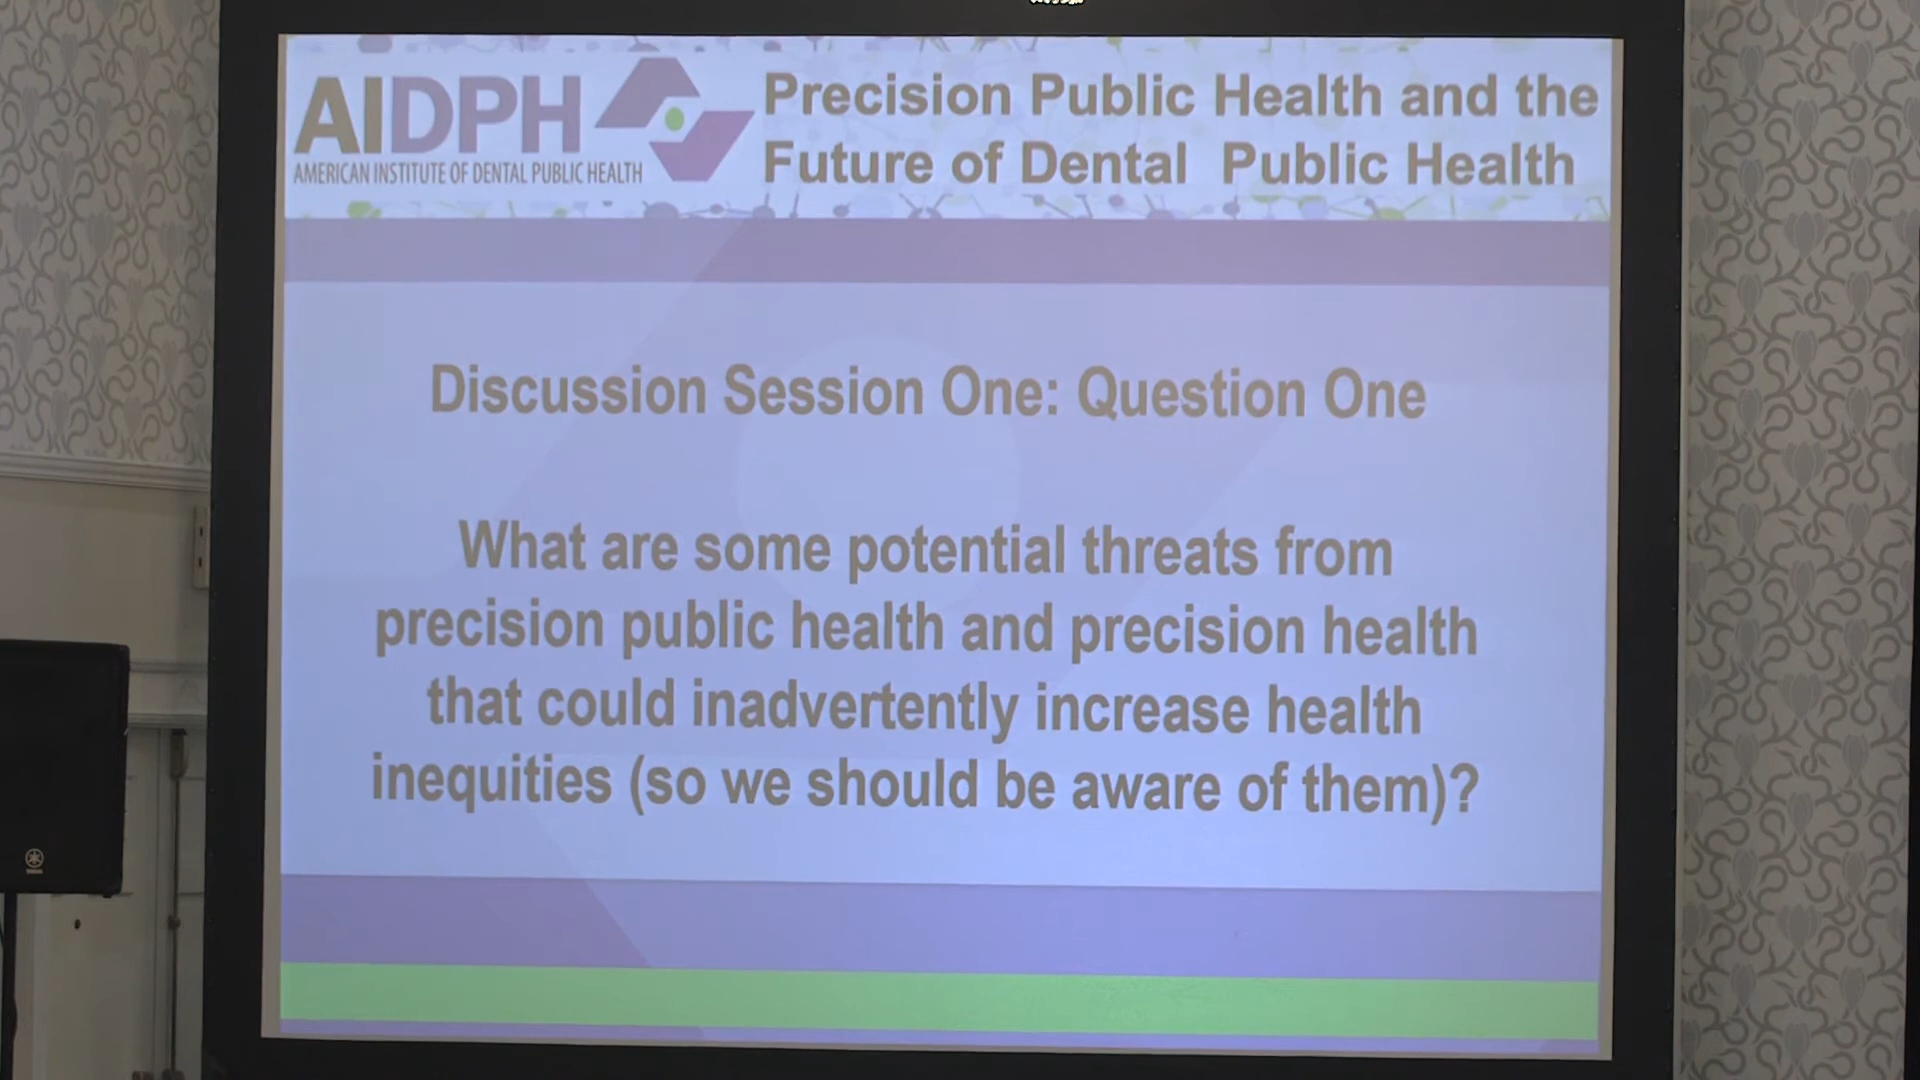 AIDPH
AMERICAN INSTITUTE OF DENTAL PUBLIC HEALTH
Precision Public Health and the
Future of Dental Public Health
Discussion Session One: Question One
What are some potential threats from
precision public health and precision health
that could inadvertently increase health
inequities (so we should be aware of them)?
YAMAHA